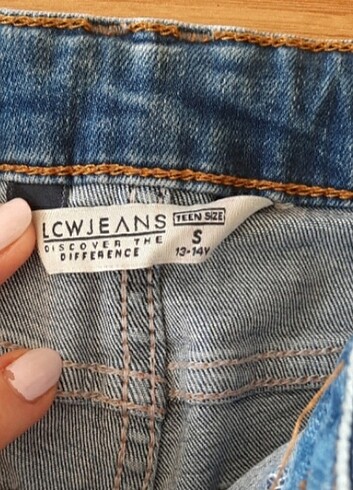 LCWJEANS
DISCOVER THE
DIFFERENCE
TEEN SIZE
S
13-14Y